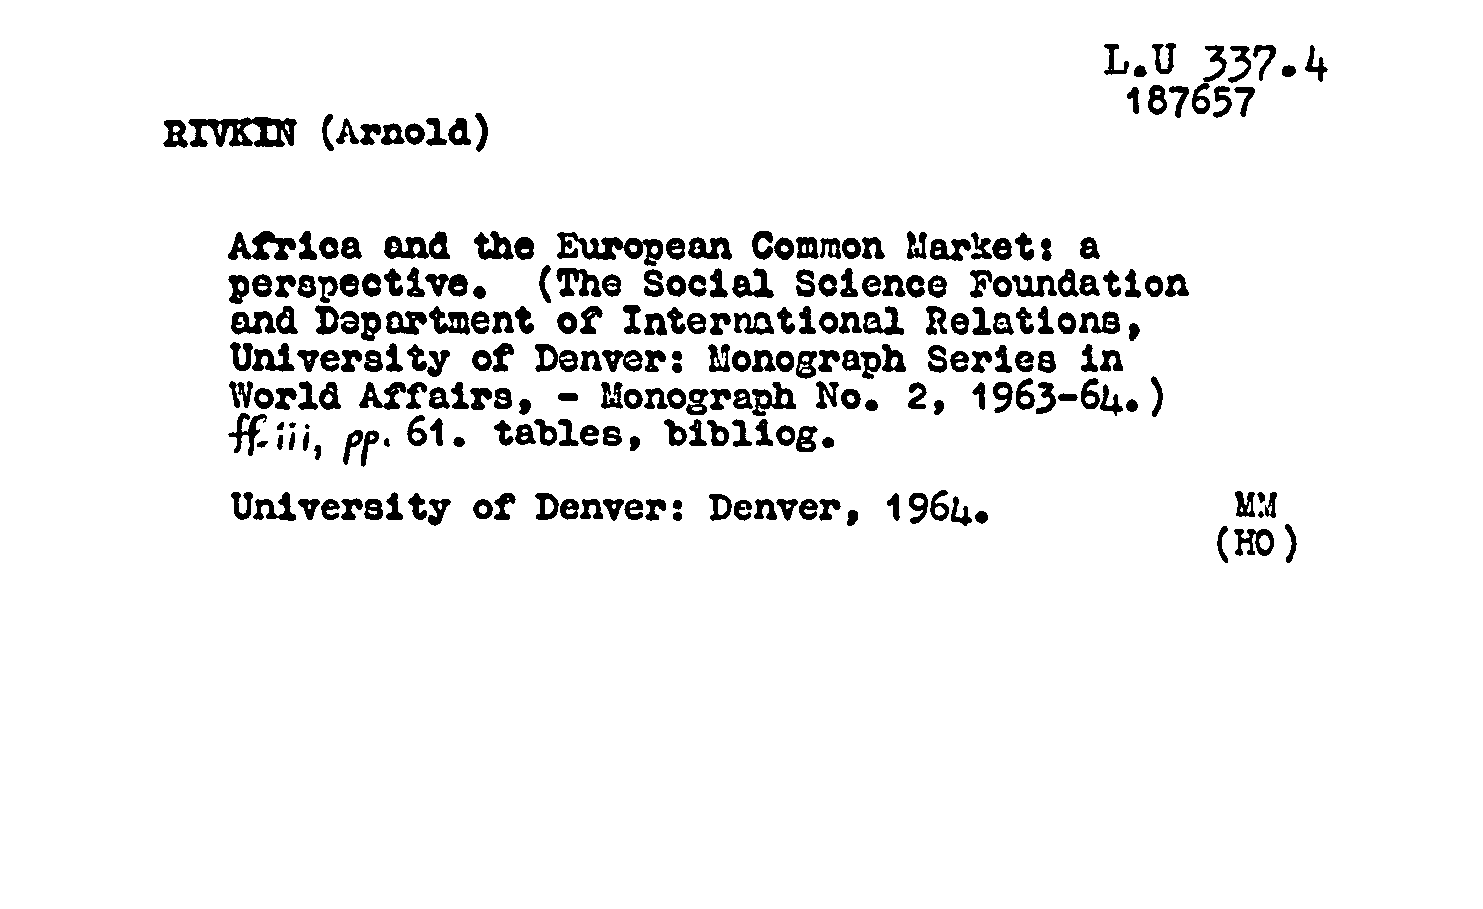 L.U 337.4
187657
RIVKIN (Arnold)
Africa and the European Common Market: a
perspective. (The Social Science Foundation
and Department of International Relations,
University of Denver: Monograph Series in
World Affairs, - Monograph No. 2, 1963-64.)
ff. iii, pp. 61. tables, bibliog.
University of Denver: Denver, 1964.
MM
(HO)